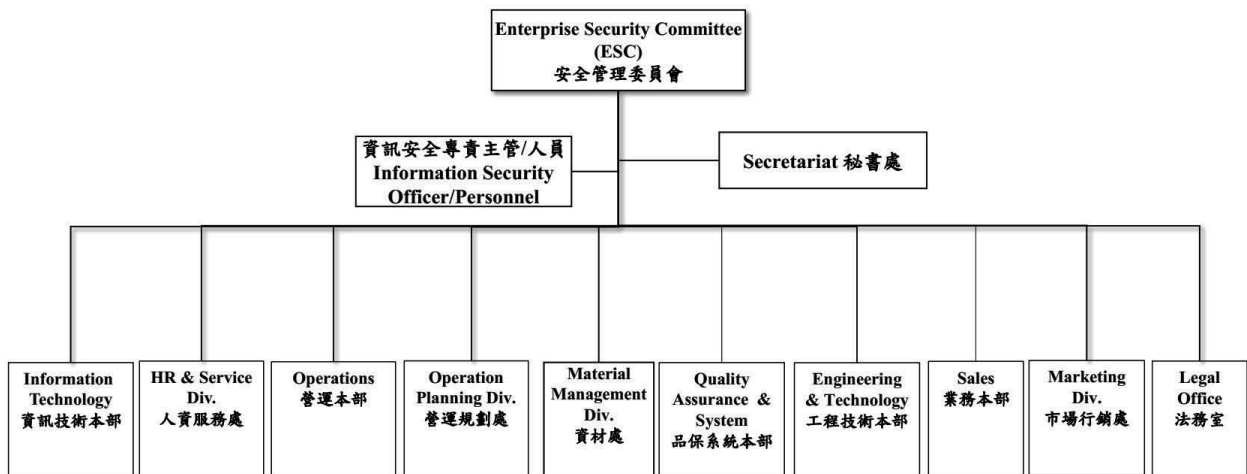 Enterprise Security Committee
(ESC)
安全管理委員會
資訊安全專責主管/人員
Information Security
Officer/Personnel
Secretariat 秘書處
Information
Technology
資訊技術本部
HR & Service
Div.
人資服務處
Operations
營運本部
Operation
Planning Div.
營運規劃處
Material
Management
Div.
資材處
Quality
Assurance &
System
品保系統本部
Engineering
& Technology
工程技術本部
Sales
業務本部
Marketing
Div.
市場行銷處
Legal
Office
法務室